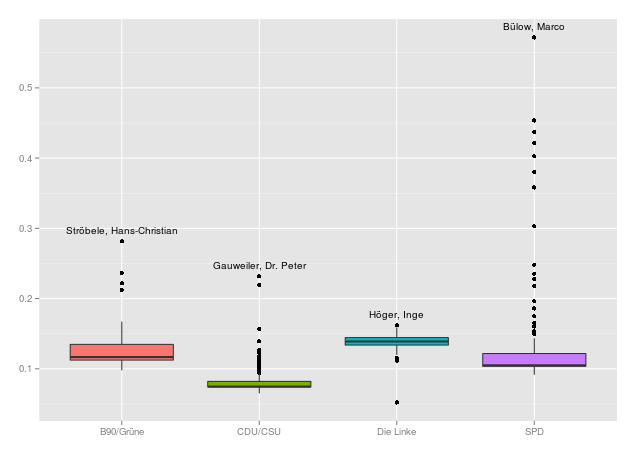 Bülow, Marco
0.5
0.4
0.3
Ströbele, Hans-Christian
Gauweiler, Dr. Peter
0.2
Höger, Inge
0.1
B90/Grüne
CDU/CSU
Die Linke
SPD